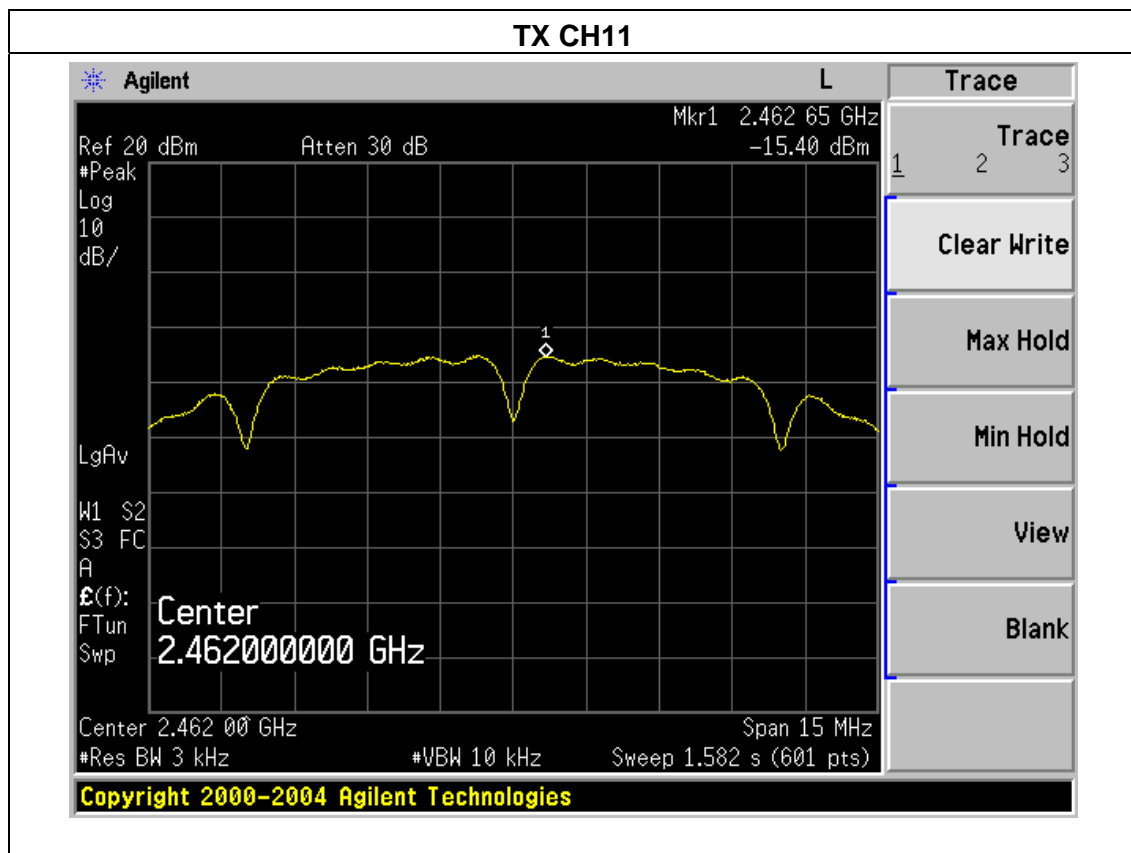 TX CH11
Agilent L Trace
Mkr1 2.462 65 GHz
Ref 20 dBm Atten 30 dB -15.40 dBm
Trace
1 2 3
#Peak
Log
10
dB/
Clear Write
1
Max Hold
Min Hold
LgAv
W1 S2
S3 FC
A
View
£(f):
FTun
Swp
Center
2.462000000 GHz
Blank
Center 2.462 00 GHz Span 15 MHz
#Res BW 3 kHz #VBW 10 kHz Sweep 1.582 s (601 pts)
Copyright 2000-2004 Agilent Technologies